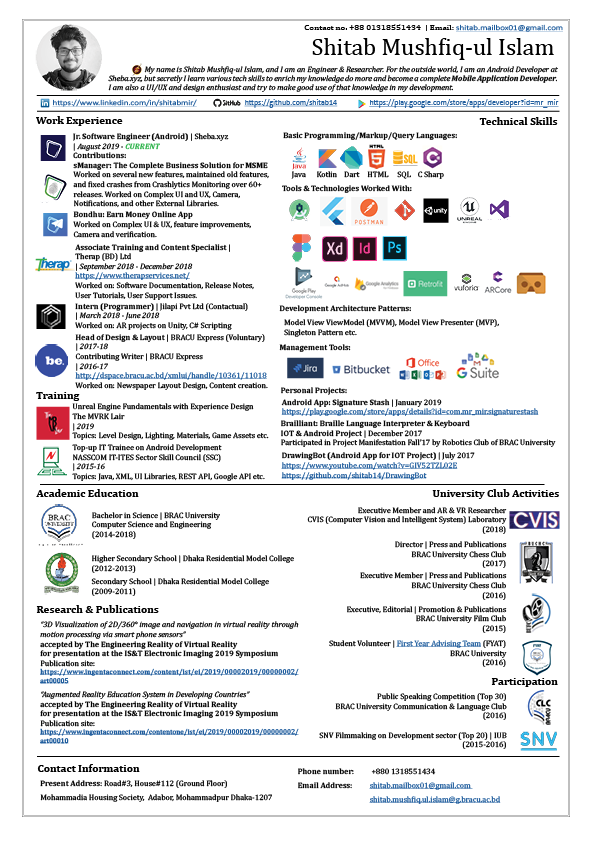 Contact no. +88 01318551434 | Email: shitab.mailbox01@gmail.com
Shitab Mushfiq-ul Islam
My name is Shitab Mushfiq-ul Islam, and I am an Engineer & Researcher. For the outside world, I am an Android Developer at
Sheba.xyz, but secretly I learn various tech skills to enrich my knowledge do more and become a complete Mobile Application Developer.
I am also a UI/UX and design enthusiast and try to make good use of that knowledge in my development.
https://www.linkedin.com/in/shitabmir/ GitHub https://github.com/shitab14 https://play.google.com/store/apps/developer?id=mr_mir
Work Experience
Jr. Software Engineer (Android) | Sheba.xyz
| August 2019 - CURRENT
Contributions:
sManager: The Complete Business Solution for MSME
Worked on several new features, maintained old features,
and fixed crashes from Crashlytics Monitoring over 60+
releases. Worked on Complex UI and UX, Camera,
Notifications, and other External Libraries.
Bondhu: Earn Money Online App
Worked on Complex UI & UX, feature improvements,
Camera and verification.
Therap
Associate Training and Content Specialist |
Therap (BD) Ltd
| September 2018 - December 2018
https://www.therapservices.net/
Worked on: Software Documentation, Release Notes,
User Tutorials, User Support Issues.
Intern (Programmer) | Jilapi Pvt Ltd (Contactual)
| March 2018 - June 2018
Worked on: AR projects on Unity, C# Scripting
be.
Head of Design & Layout | BRACU Express (Voluntary)
| 2017-18
Contributing Writer | BRACU Express
| 2016-17
http://dspace.bracu.ac.bd/xmlui/handle/10361/11018
Worked on: Newspaper Layout Design, Content creation.
Training
Unreal Engine Fundamentals with Experience Design
The MVRK Lair
| 2019
Topics: Level Design, Lighting, Materials, Game Assets etc.
Top-up IT Trainee on Android Development
NASSCOM IT-ITES Sector Skill Council (SSC)
| 2015-16
Topics: Java, XML, UI Libraries, REST API, Google API etc.
Technical Skills
Basic Programming/Markup/Query Languages:
HTML
SQL
Java Kotlin Dart HTML SQL C Sharp
Tools & Technologies Worked With:
POSTMAN
unity
UNREAL
Xd Id Ps
Google Play
Developer Console
Google AdMob
Google Analytics
Retrofit
vuforia
ARCore
Development Architecture Patterns:
Model View ViewModel (MVVM), Model View Presenter (MVP),
Singleton Pattern etc.
Management Tools:
Jira
Bitbucket
Office
G Suite
Personal Projects:
Android App: Signature Stash | January 2019
https://play.google.com/store/apps/details?id=com.mr_mir.signaturestash
Brailliant: Braille Language Interpreter & Keyboard
IOT & Android Project | December 2017
Participated in Project Manifestation Fall'17 by Robotics Club of BRAC University
DrawingBot (Android App for IOT Project) | July 2017
https://www.youtube.com/watch?v=GlV52TZL02E
https://github.com/shitab14/DrawingBot
Academic Education
BRAC
UNIVERSITY
Bachelor in Science | BRAC University
Computer Science and Engineering
(2014-2018)
Higher Secondary School | Dhaka Residential Model College
(2012-2013)
Secondary School | Dhaka Residential Model College
(2009-2011)
Research & Publications
"3D Visualization of 2D/360° image and navigation in virtual reality through
motion processing via smart phone sensors"
accepted by The Engineering Reality of Virtual Reality
for presentation at the IS&T Electronic Imaging 2019 Symposium
Publication site:
https://www.ingentaconnect.com/content/ist/ei/2019/00002019/00000002/
art00005
"Augmented Reality Education System in Developing Countries"
accepted by The Engineering Reality of Virtual Reality
for presentation at the IS&T Electronic Imaging 2019 Symposium
Publication site:
https://www.ingentaconnect.com/contentone/ist/ei/2019/00002019/00000002/
art00010
University Club Activities
Executive Member and AR & VR Researcher
CVIS (Computer Vision and Intelligent System) Laboratory
(2018)
CVIS
Director | Press and Publications
BRAC University Chess Club
(2017)
Executive Member | Press and Publications
BRAC University Chess Club
(2016)
Executive, Editorial | Promotion & Publications
BRAC University Film Club
(2015)
Student Volunteer | First Year Advising Team (FYAT)
BRAC University
(2016)
Participation
Public Speaking Competition (Top 30)
BRAC University Communication & Language Club
(2016)
CLC
SNV Filmmaking on Development sector (Top 20) | IUB
(2015-2016)
SNV
Contact Information
Present Address: Road#3, House#112 (Ground Floor)
Mohammadia Housing Society, Adabor, Mohammadpur Dhaka-1207
Phone number: +880 1318551434
Email Address: shitab.mailbox01@gmail.com
shitab.mushfiq.ul.islam@g.bracu.ac.bd